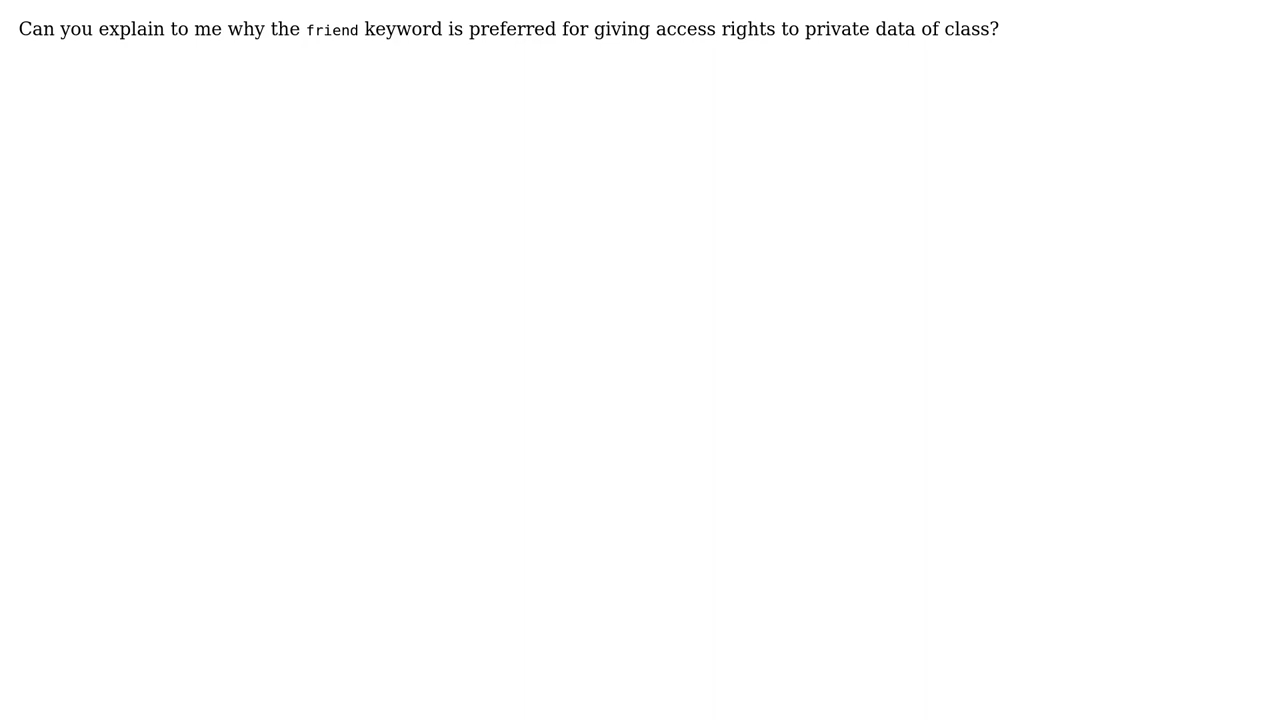 Can you explain to me why the friend keyword is preferred for giving access rights to private data of class?